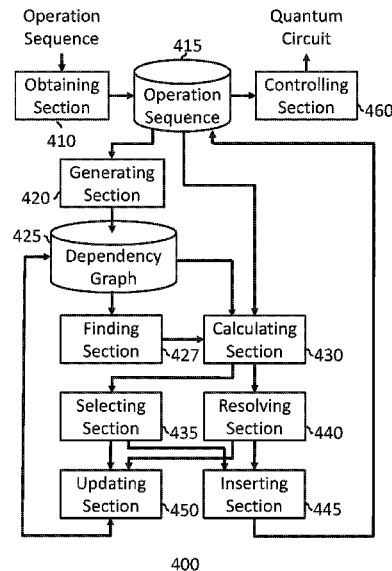 Operation Quantum
Sequence 415 Circuit
Obtaining Operation Controlling
Section Sequence Section
410 460
Generating
Section
420
425
Dependency
Graph
Finding Calculating
Section Section
427 430
Selecting Resolving
Section Section
435 440
Updating Inserting
Section Section
450 445
400